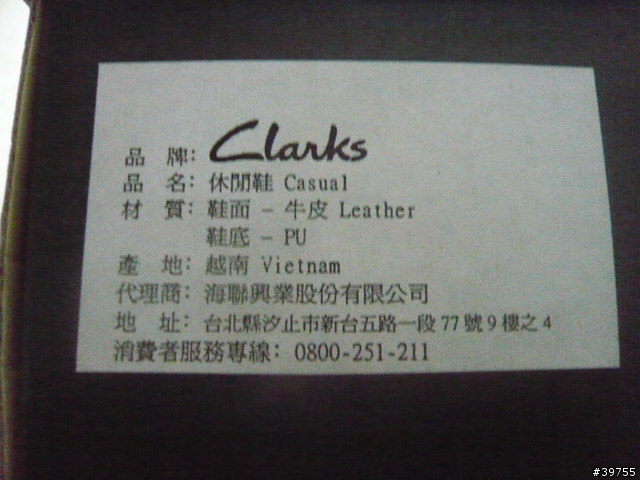 品 牌: Clarks
品 名: 休閒鞋 Casual
材 質: 鞋面 - 牛皮 Leather
鞋底 - PU
產 地: 越南 Vietnam
代理商: 海聯興業股份有限公司
地 址: 台北縣汐止市新台五路一段77號9樓之4
消費者服務專線: 0800-251-211
#39755